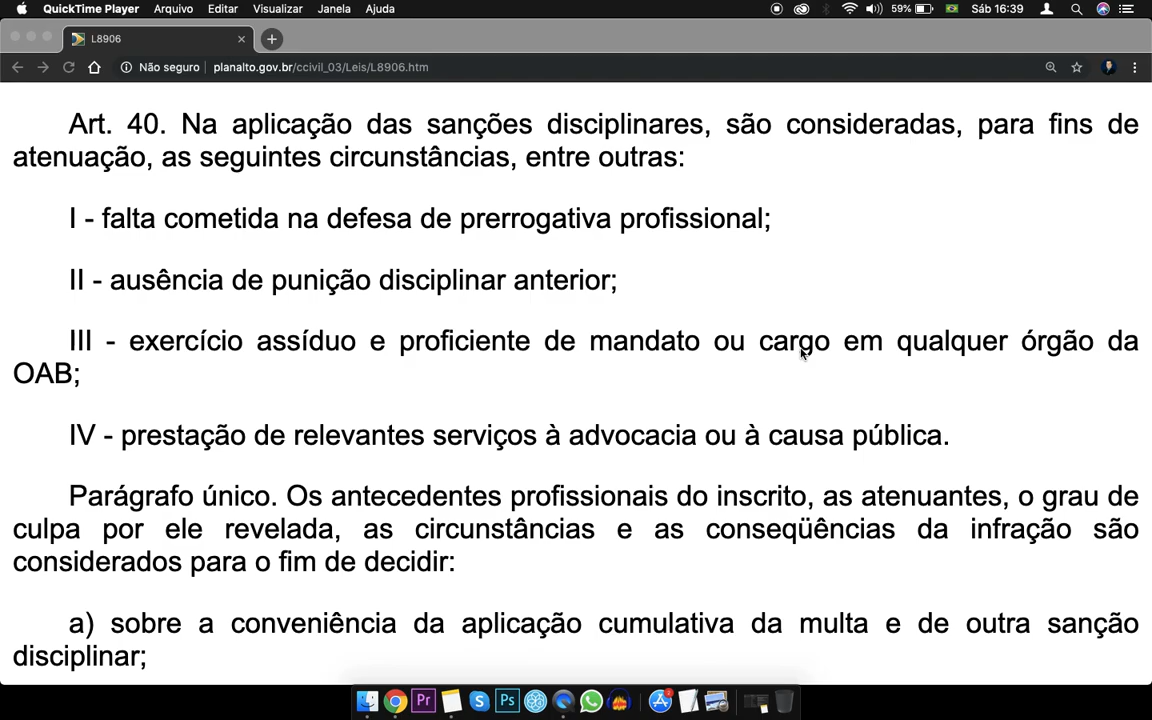 QuickTime Player Arquivo Editar Visualizar Janela Ajuda 59% Sáb 16:39
L8906
Não seguro planalto.gov.br/ccivil_03/Leis/L8906.htm
Art. 40. Na aplicação das sanções disciplinares, são consideradas, para fins de
atenuação, as seguintes circunstâncias, entre outras:
I - falta cometida na defesa de prerrogativa profissional;
II - ausência de punição disciplinar anterior;
III - exercício assíduo e proficiente de mandato ou cargo em qualquer órgão da
OAB;
IV - prestação de relevantes serviços à advocacia ou à causa pública.
Parágrafo único. Os antecedentes profissionais do inscrito, as atenuantes, o grau de
culpa por ele revelada, as circunstâncias e as conseqüências da infração são
considerados para o fim de decidir:
a) sobre a conveniência da aplicação cumulativa da multa e de outra sanção
disciplinar;
Pr Ps